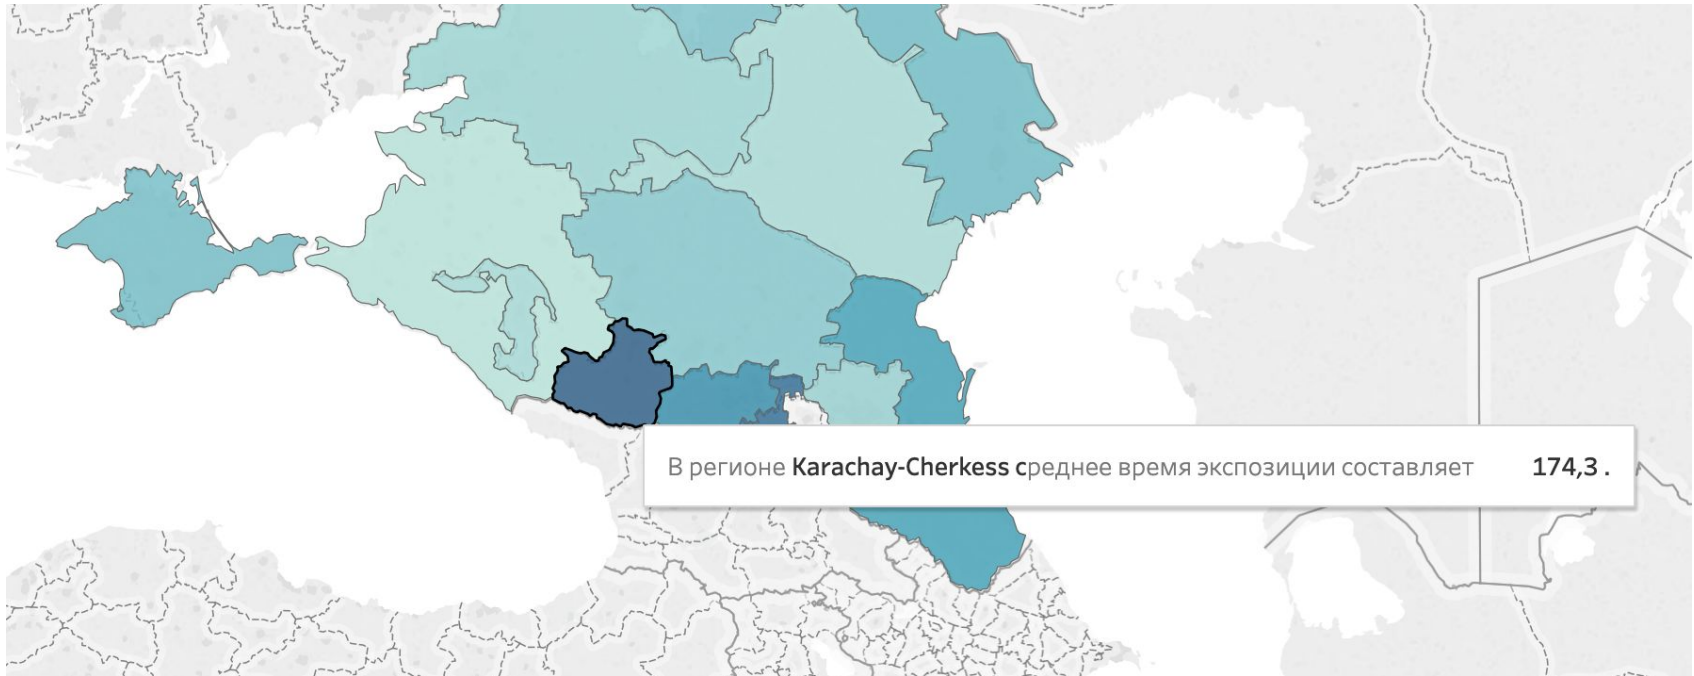 В регионе Karachay-Cherkess среднее время экспозиции составляет 174,3 .